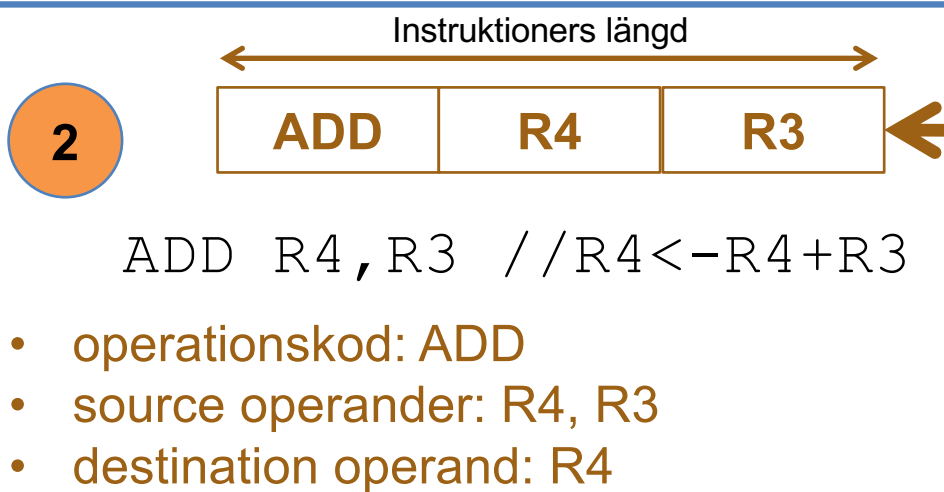 Instruktioners längd
2
ADD R4 R3
ADD R4,R3 //R4<-R4+R3
• operationskod: ADD
• source operander: R4, R3
• destination operand: R4